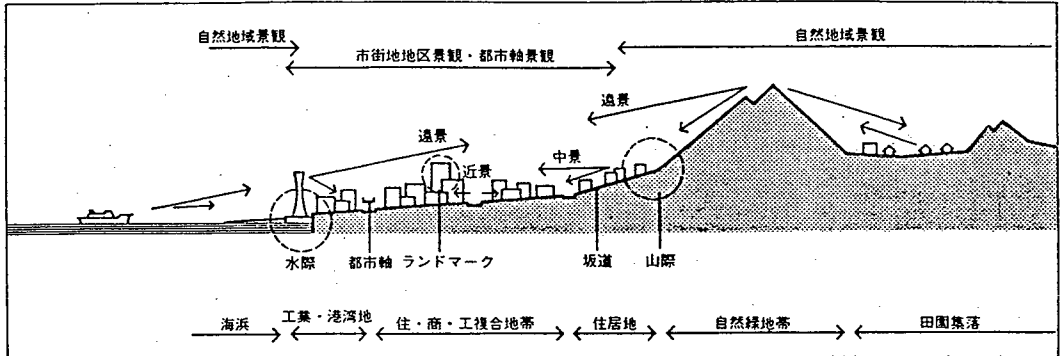 自然地域景観
市街地地区景観・都市軸景観
自然地域景観
遠景
遠景
近景
中景
水際
都市軸
ランドマーク
坂道
山際
海浜
工業・港湾地
住・商・工複合地帯
住居地
自然緑地帯
田園集落